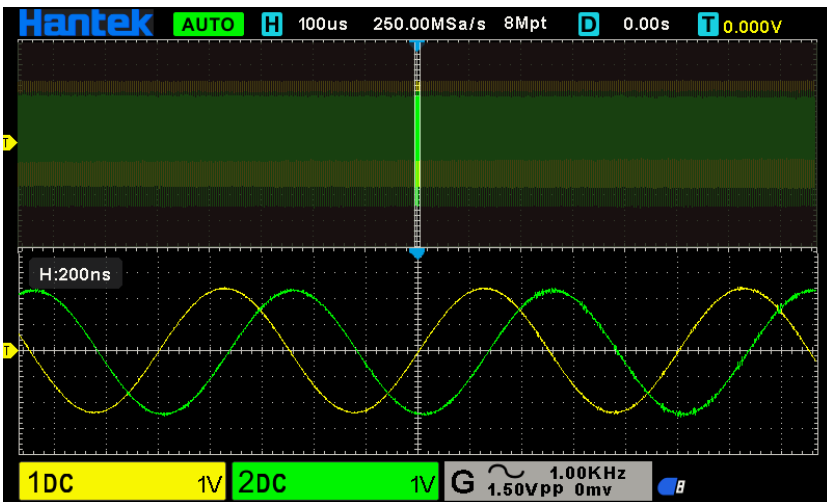 Hantek AUTO H 100us 250.00MSa/s 8Mpt D 0.00s T 0.000V
T
H:200ns
T
1DC 1V 2DC 1V G 1.00KHz
1.50Vpp 0mv